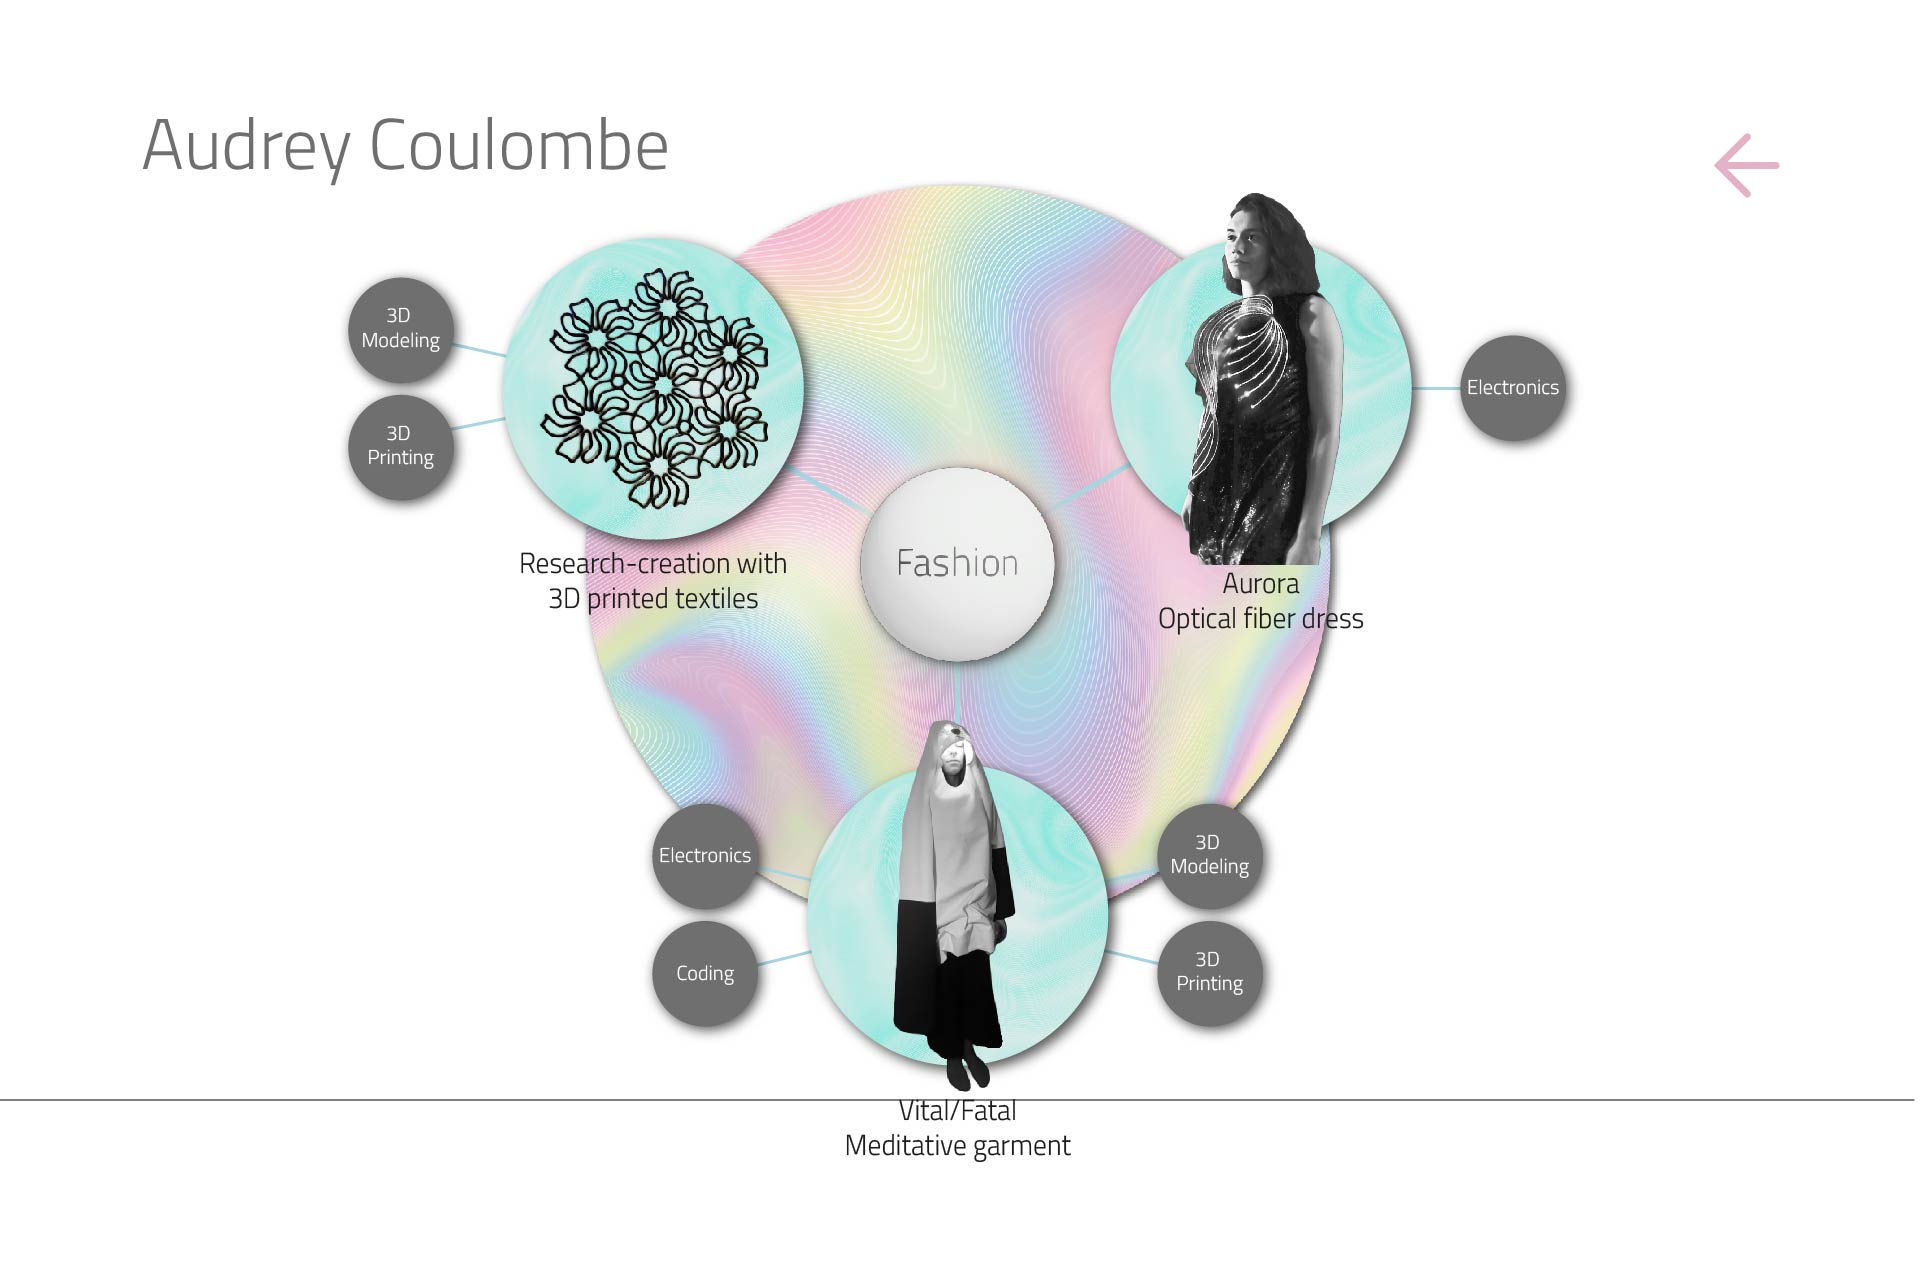 Audrey Coulombe
3D
Modeling
3D
Printing
Research-creation with
3D printed textiles
Fashion
Electronics
Aurora
Optical fiber dress
Electronics
Coding
3D
Modeling
3D
Printing
Vital/Fatal
Meditative garment